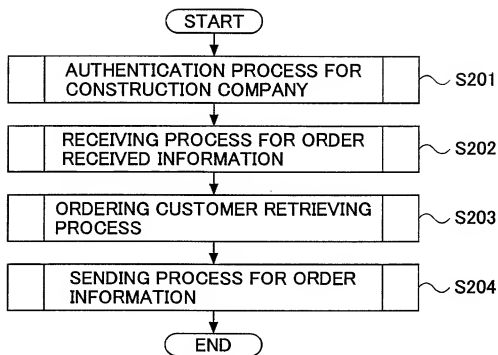 START
AUTHENTICATION PROCESS FOR
CONSTRUCTION COMPANY
S201
RECEIVING PROCESS FOR ORDER
RECEIVED INFORMATION
S202
ORDERING CUSTOMER RETRIEVING
PROCESS
S203
SENDING PROCESS FOR ORDER
INFORMATION
S204
END